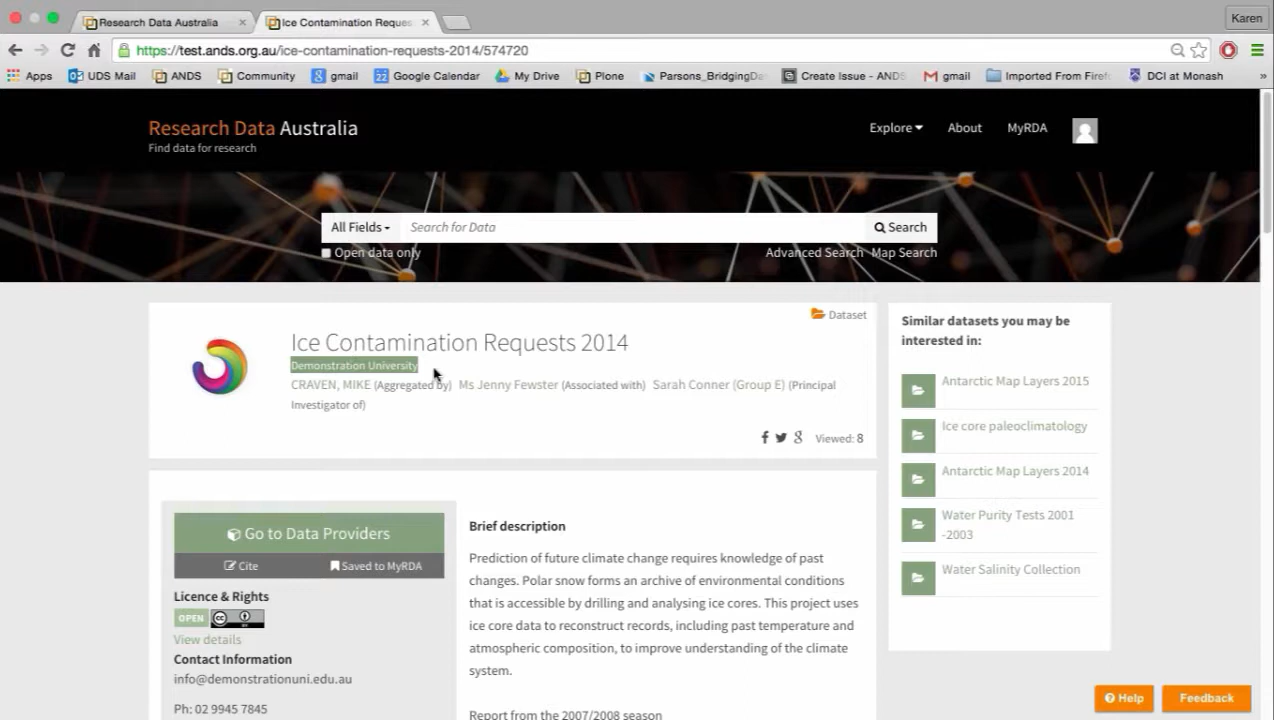 Research Data Australia
Ice Contamination Reques
Karen
https://test.ands.org.au/ice-contamination-requests-2014/574720
Apps UDS Mail ANDS Community gmail Google Calendar My Drive Plone Parsons_BridgingDa Create Issue - ANDS gmail Imported From Firef DCI at Monash »
Research Data Australia
Find data for research
Explore About MyRDA
All Fields Search for Data Search
Open data only Advanced Search Map Search
Dataset
Ice Contamination Requests 2014
Demonstration University
CRAVEN, MIKE (Aggregated by) Ms Jenny Fewster (Associated with) Sarah Conner (Group E) (Principal
Investigator of)
Viewed: 8
Go to Data Providers
Cite Saved to MyRDA
Licence & Rights
OPEN
View details
Contact Information
info@demonstrationuni.edu.au
Ph: 02 9945 7845
Brief description
Prediction of future climate change requires knowledge of past
changes. Polar snow forms an archive of environmental conditions
that is accessible by drilling and analysing ice cores. This project uses
ice core data to reconstruct records, including past temperature and
atmospheric composition, to improve understanding of the climate
system.
Report from the 2007/2008 season
Similar datasets you may be
interested in:
Antarctic Map Layers 2015
Ice core paleoclimatology
Antarctic Map Layers 2014
Water Purity Tests 2001
-2003
Water Salinity Collection
Help
Feedback